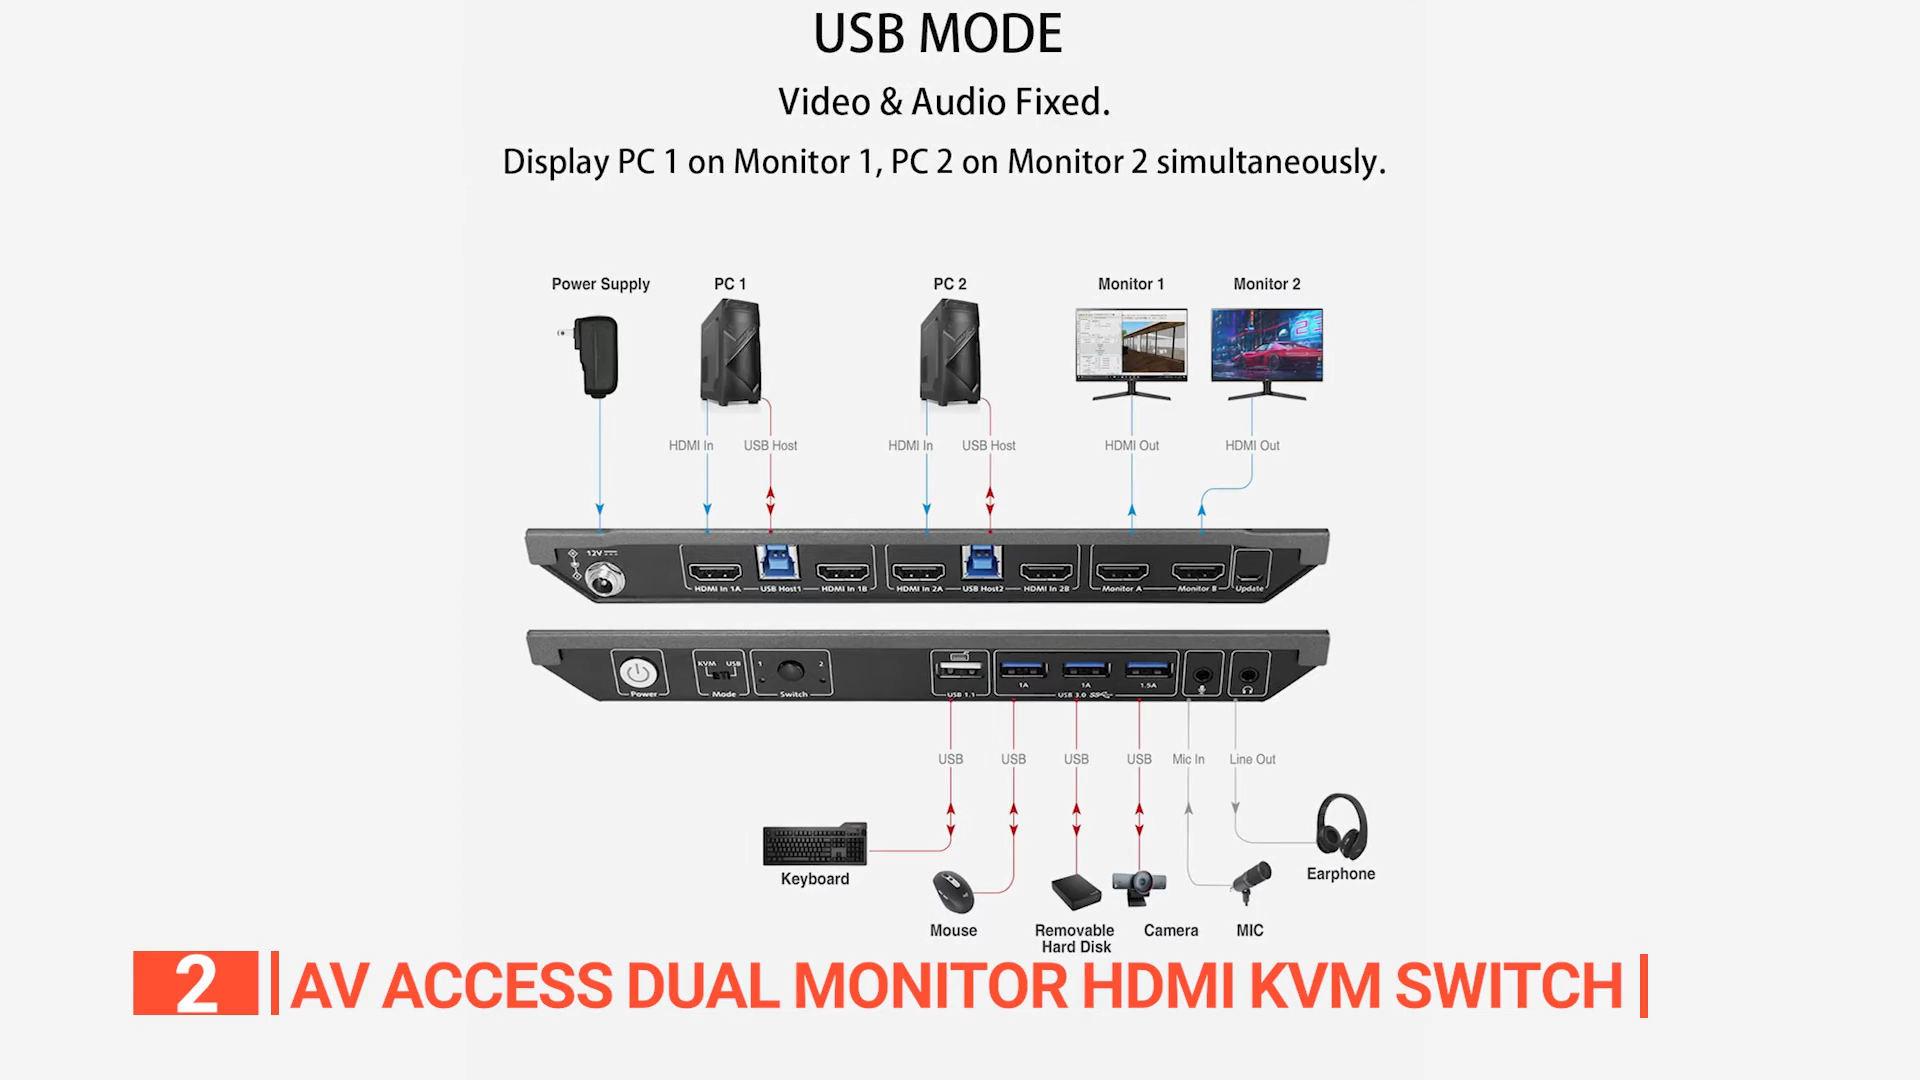 USB MODE
Video & Audio Fixed.
Display PC 1 on Monitor 1, PC 2 on Monitor 2 simultaneously.
Power Supply
PC 1
PC 2
Monitor 1
Monitor 2
HDMI In
USB Host
HDMI In
USB Host
HDMI Out
HDMI Out
12V
HDMI In 1A
USB Host1
HDMI In 1B
HDMI In 2A
USB Host2
HDMI In 2B
Monitor A
Monitor B
Update
KVM USB
1 2
Power
Mode
Switch
USB 1.1
1A
1A
1.5A
USB 3.0
USB
USB
USB
USB
Mic In
Line Out
Keyboard
Mouse
Removable
Hard Disk
Camera
MIC
Earphone
2 AV ACCESS DUAL MONITOR HDMI KVM SWITCH